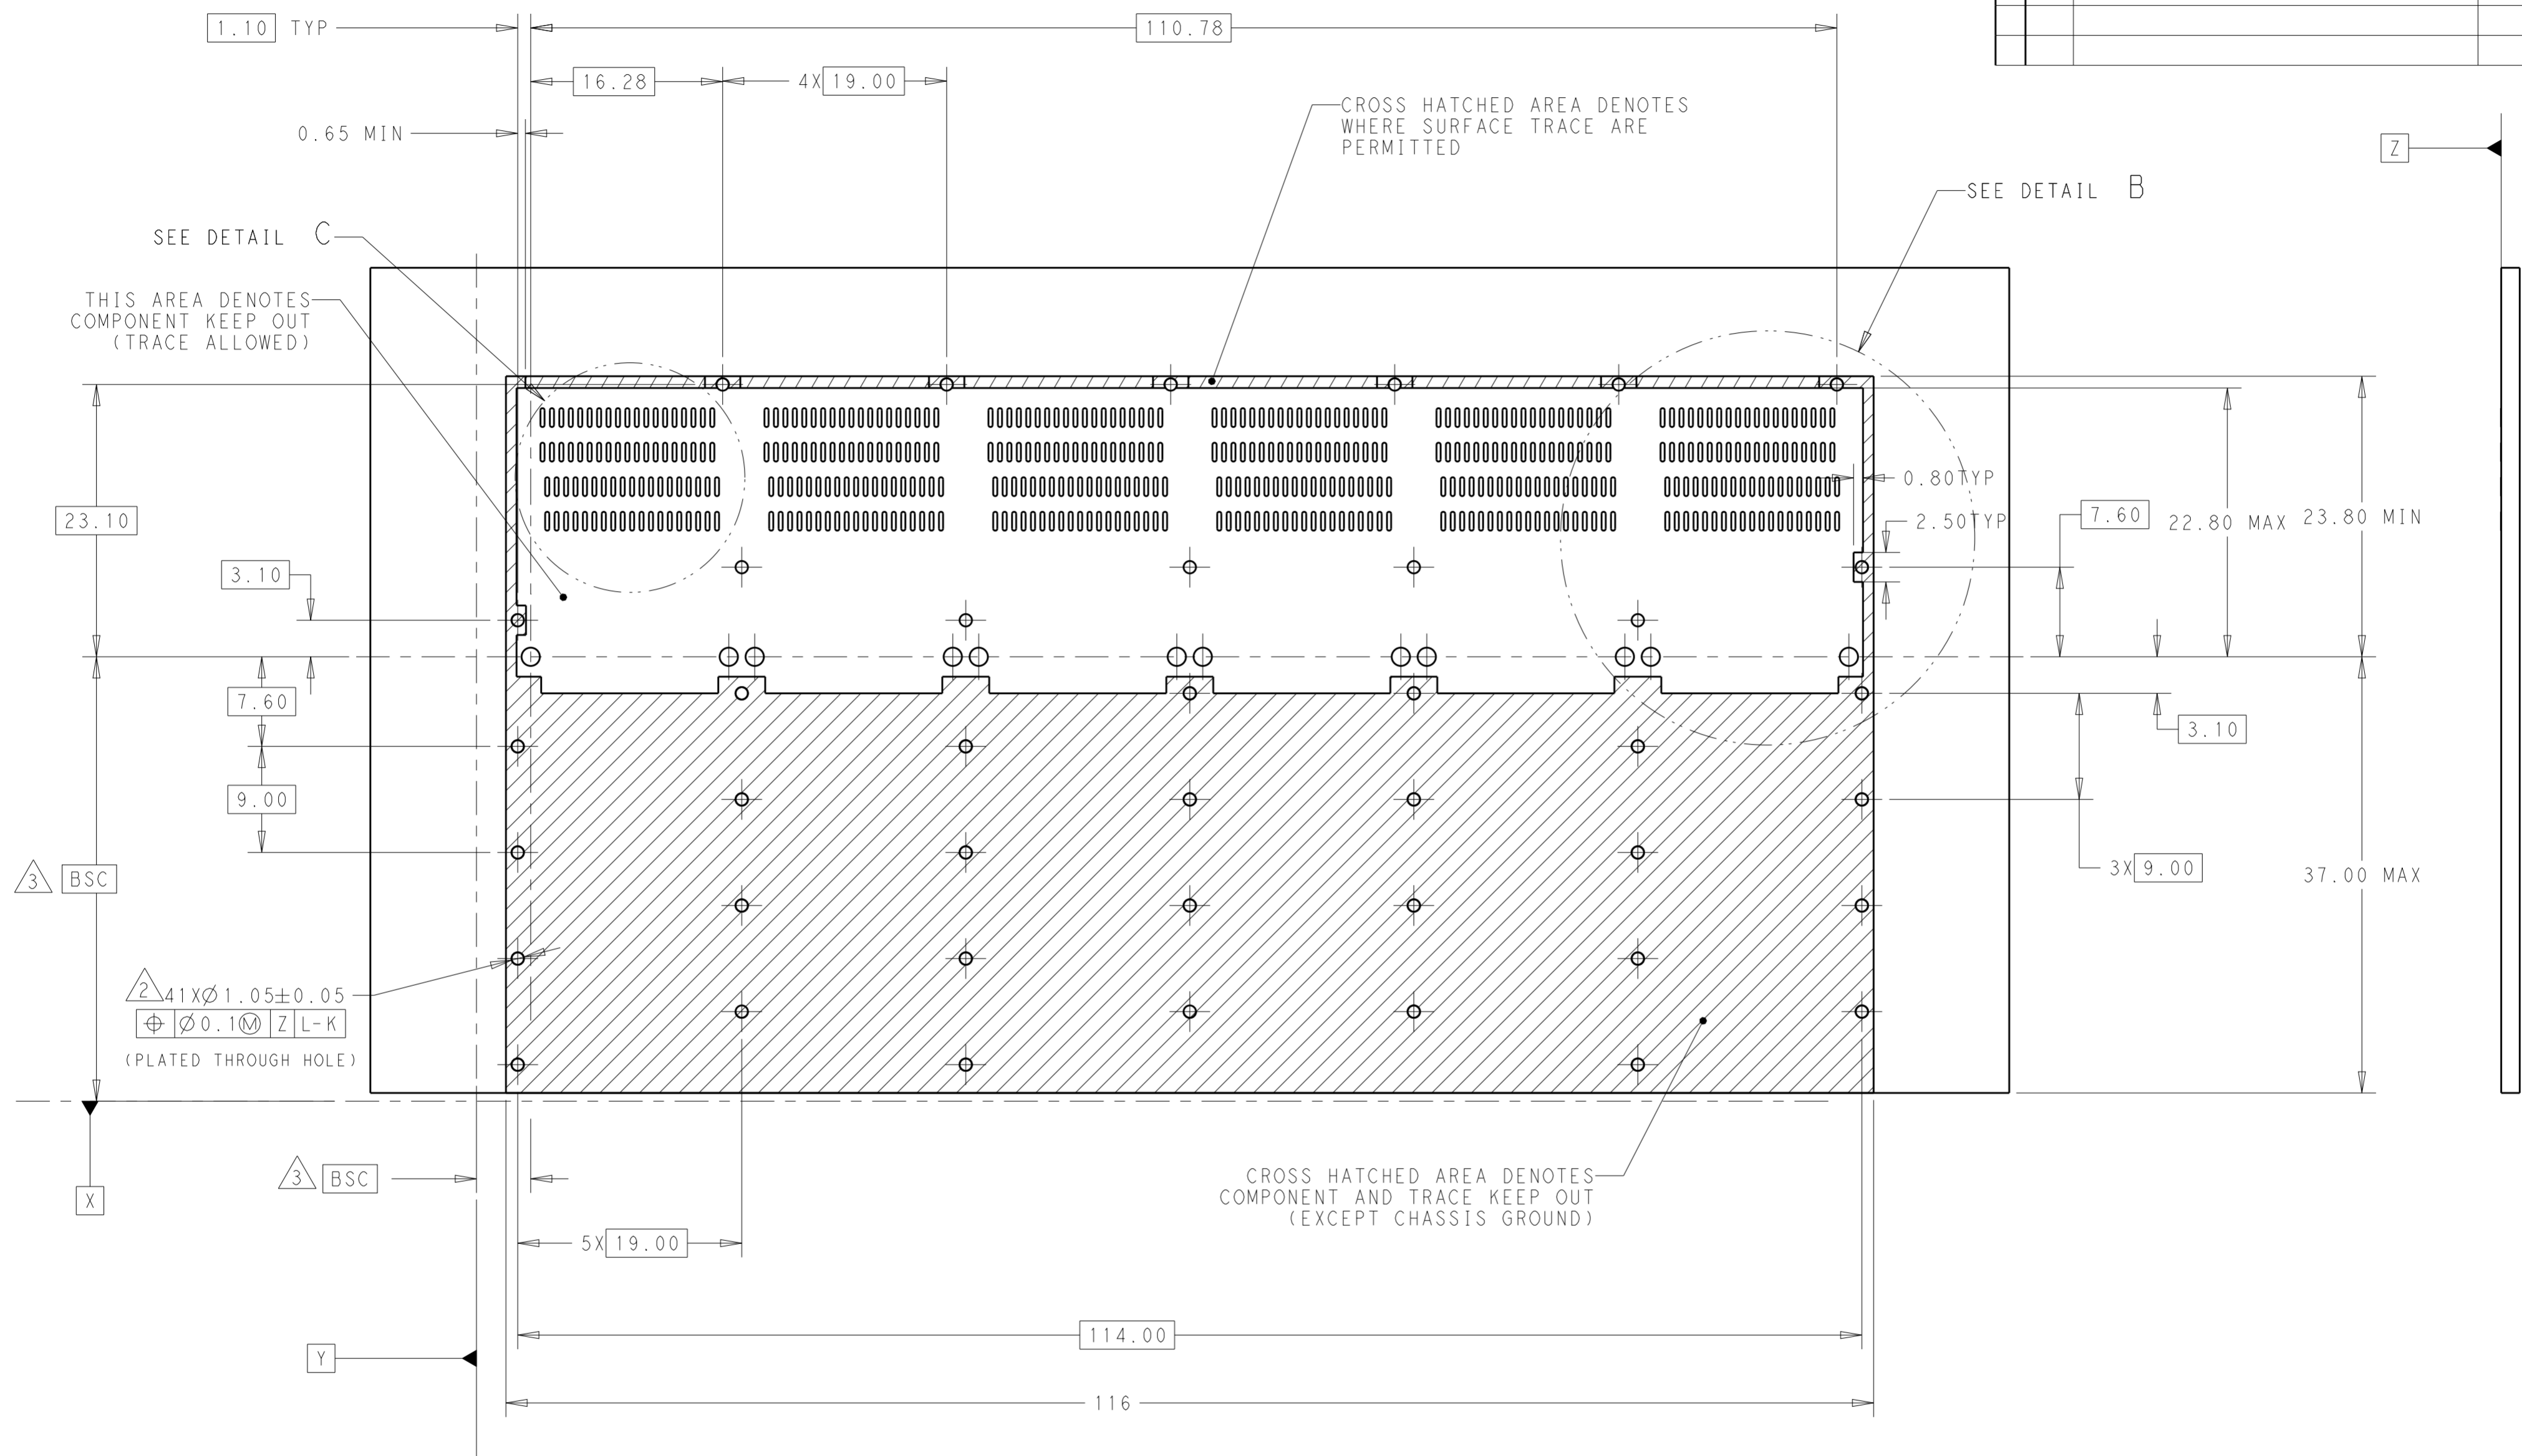 1.10 TYP
110.78
16.28
4X 19.00
0.65 MIN
CROSS HATCHED AREA DENOTES
WHERE SURFACE TRACE ARE
PERMITTED
Z
SEE DETAIL B
SEE DETAIL C
THIS AREA DENOTES
COMPONENT KEEP OUT
(TRACE ALLOWED)
0.80TYP
23.10
2.50TYP
7.60
22.80 MAX
23.80 MIN
3.10
7.60
3.10
9.00
3X 9.00
37.00 MAX
3 BSC
2 41XØ1.05±0.05
⌖ Ø0.1Ⓜ Z L-K
(PLATED THROUGH HOLE)
3 BSC
X
CROSS HATCHED AREA DENOTES
COMPONENT AND TRACE KEEP OUT
(EXCEPT CHASSIS GROUND)
5X 19.00
114.00
Y
116